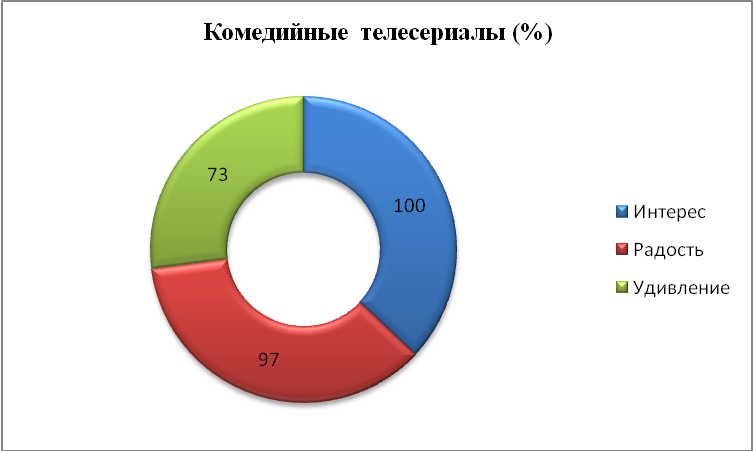 Комедийные телесериалы (%)
73
100
97
Интерес
Радость
Удивление